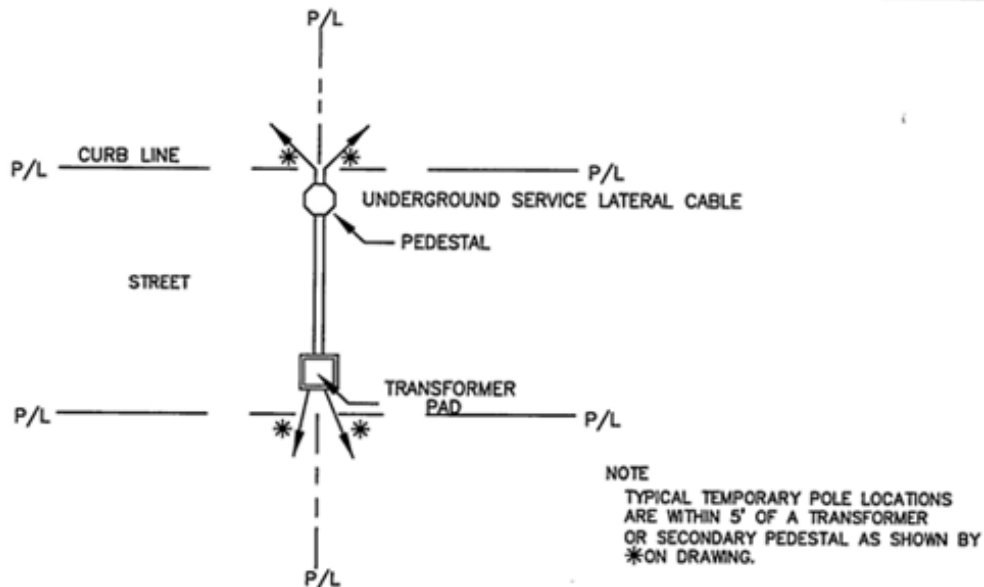 P/L
CURB LINE
P/L
P/L
UNDERGROUND SERVICE LATERAL CABLE
PEDESTAL
STREET
TRANSFORMER
PAD
P/L
P/L
NOTE
TYPICAL TEMPORARY POLE LOCATIONS
ARE WITHIN 5' OF A TRANSFORMER
OR SECONDARY PEDESTAL AS SHOWN BY
✳ON DRAWING.
P/L